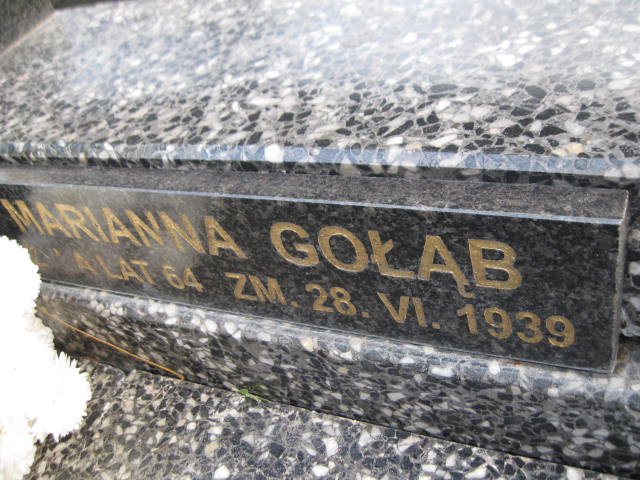 MARIANNA GOŁĄB
LAT 64 ZM. 28. VI. 1939